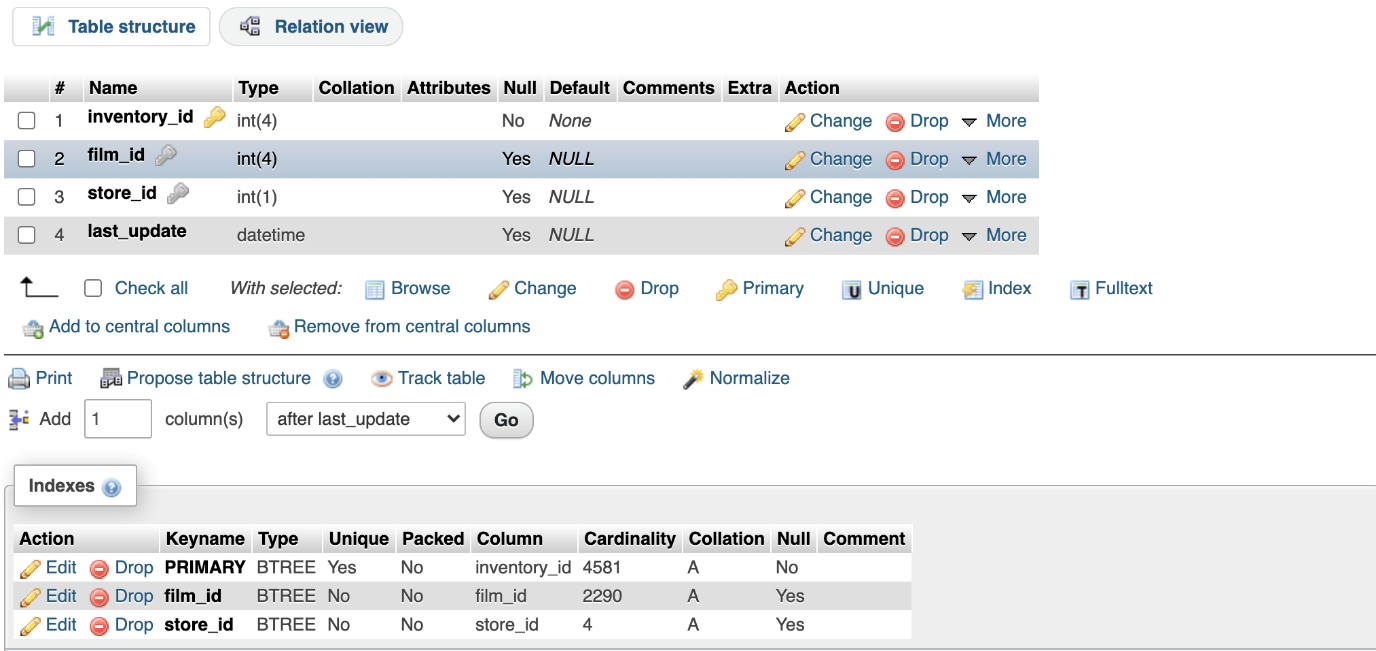 Table structure Relation view
# Name Type Collation Attributes Null Default Comments Extra Action
1 inventory_id int(4) No None Change Drop More
2 film_id int(4) Yes NULL Change Drop More
3 store_id int(1) Yes NULL Change Drop More
4 last_update datetime Yes NULL Change Drop More
Check all With selected: Browse Change Drop Primary Unique Index Fulltext
Add to central columns Remove from central columns
Print Propose table structure Track table Move columns Normalize
Add 1 column(s) after last_update Go
Indexes
Action Keyname Type Unique Packed Column Cardinality Collation Null Comment
Edit Drop PRIMARY BTREE Yes No inventory_id 4581 A No
Edit Drop film_id BTREE No No film_id 2290 A Yes
Edit Drop store_id BTREE No No store_id 4 A Yes